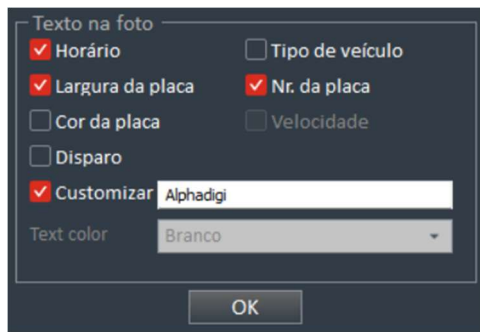 Texto na foto
Horário Tipo de veículo
Largura da placa Nr. da placa
Cor da placa Velocidade
Disparo
Customizar Alphadigi
Text color Branco
OK